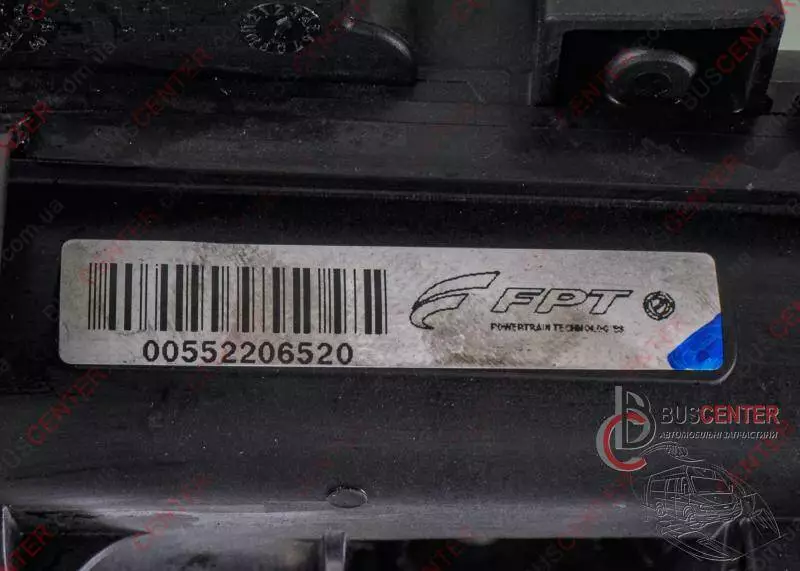 00552206520
FPT
POWERTRAIN TECHNOLOGIES
BUSCENTER
АВТОМОБІЛЬНІ ЗАПЧАСТИНИ